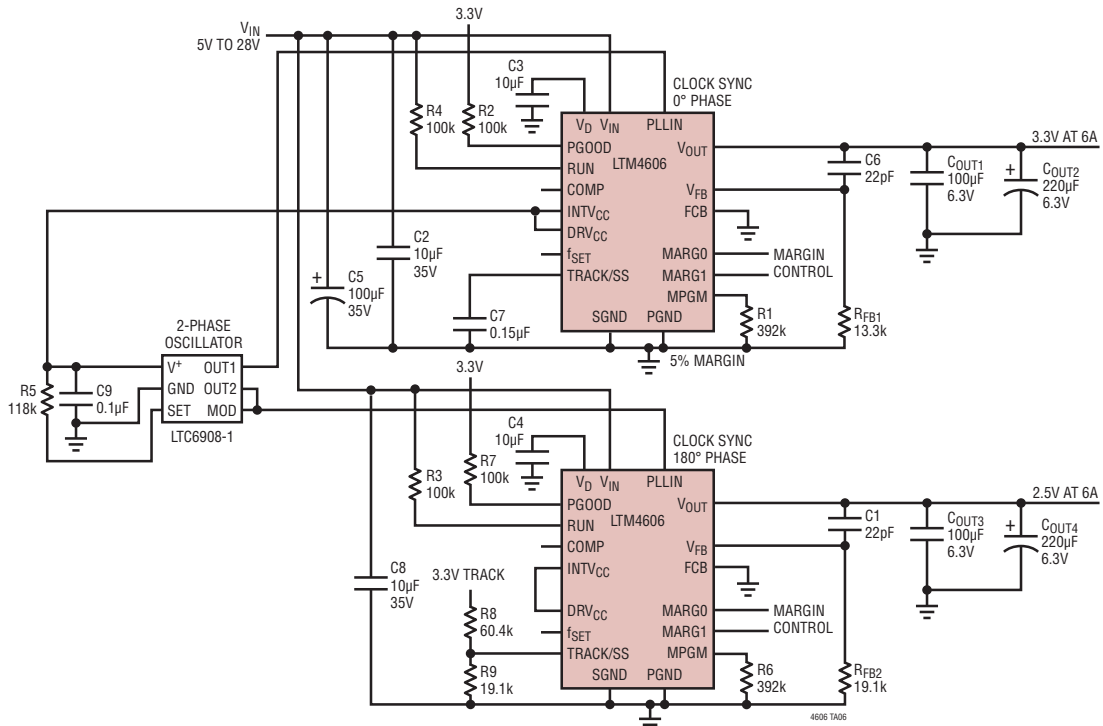 VIN
5V TO 28V
3.3V
C3
10µF
CLOCK SYNC
0° PHASE
R4
100k
R2
100k
VD VIN PLLIN
PGOOD
LTM4606
VOUT
RUN
COMP
VFB
INTVCC
FCB
DRVCC
fSET
MARG0
TRACK/SS
MARG1
MPGM
SGND PGND
MARGIN
CONTROL
3.3V AT 6A
C6
22pF
COUT1
100µF
6.3V
+
COUT2
220µF
6.3V
C2
10µF
35V
+
C5
100µF
35V
C7
0.15µF
R1
392k
RFB1
13.3k
5% MARGIN
2-PHASE
OSCILLATOR
V+ OUT1
GND OUT2
SET MOD
LTC6908-1
R5
118k
C9
0.1µF
3.3V
C4
10µF
CLOCK SYNC
180° PHASE
R3
100k
R7
100k
VD VIN PLLIN
PGOOD
LTM4606
VOUT
RUN
COMP
VFB
INTVCC
FCB
DRVCC
MARG0
fSET
MARG1
TRACK/SS
MPGM
SGND PGND
MARGIN
CONTROL
2.5V AT 6A
C1
22pF
COUT3
100µF
6.3V
+
COUT4
220µF
6.3V
C8
10µF
35V
3.3V TRACK
R8
60.4k
R9
19.1k
R6
392k
RFB2
19.1k
4606 TA06